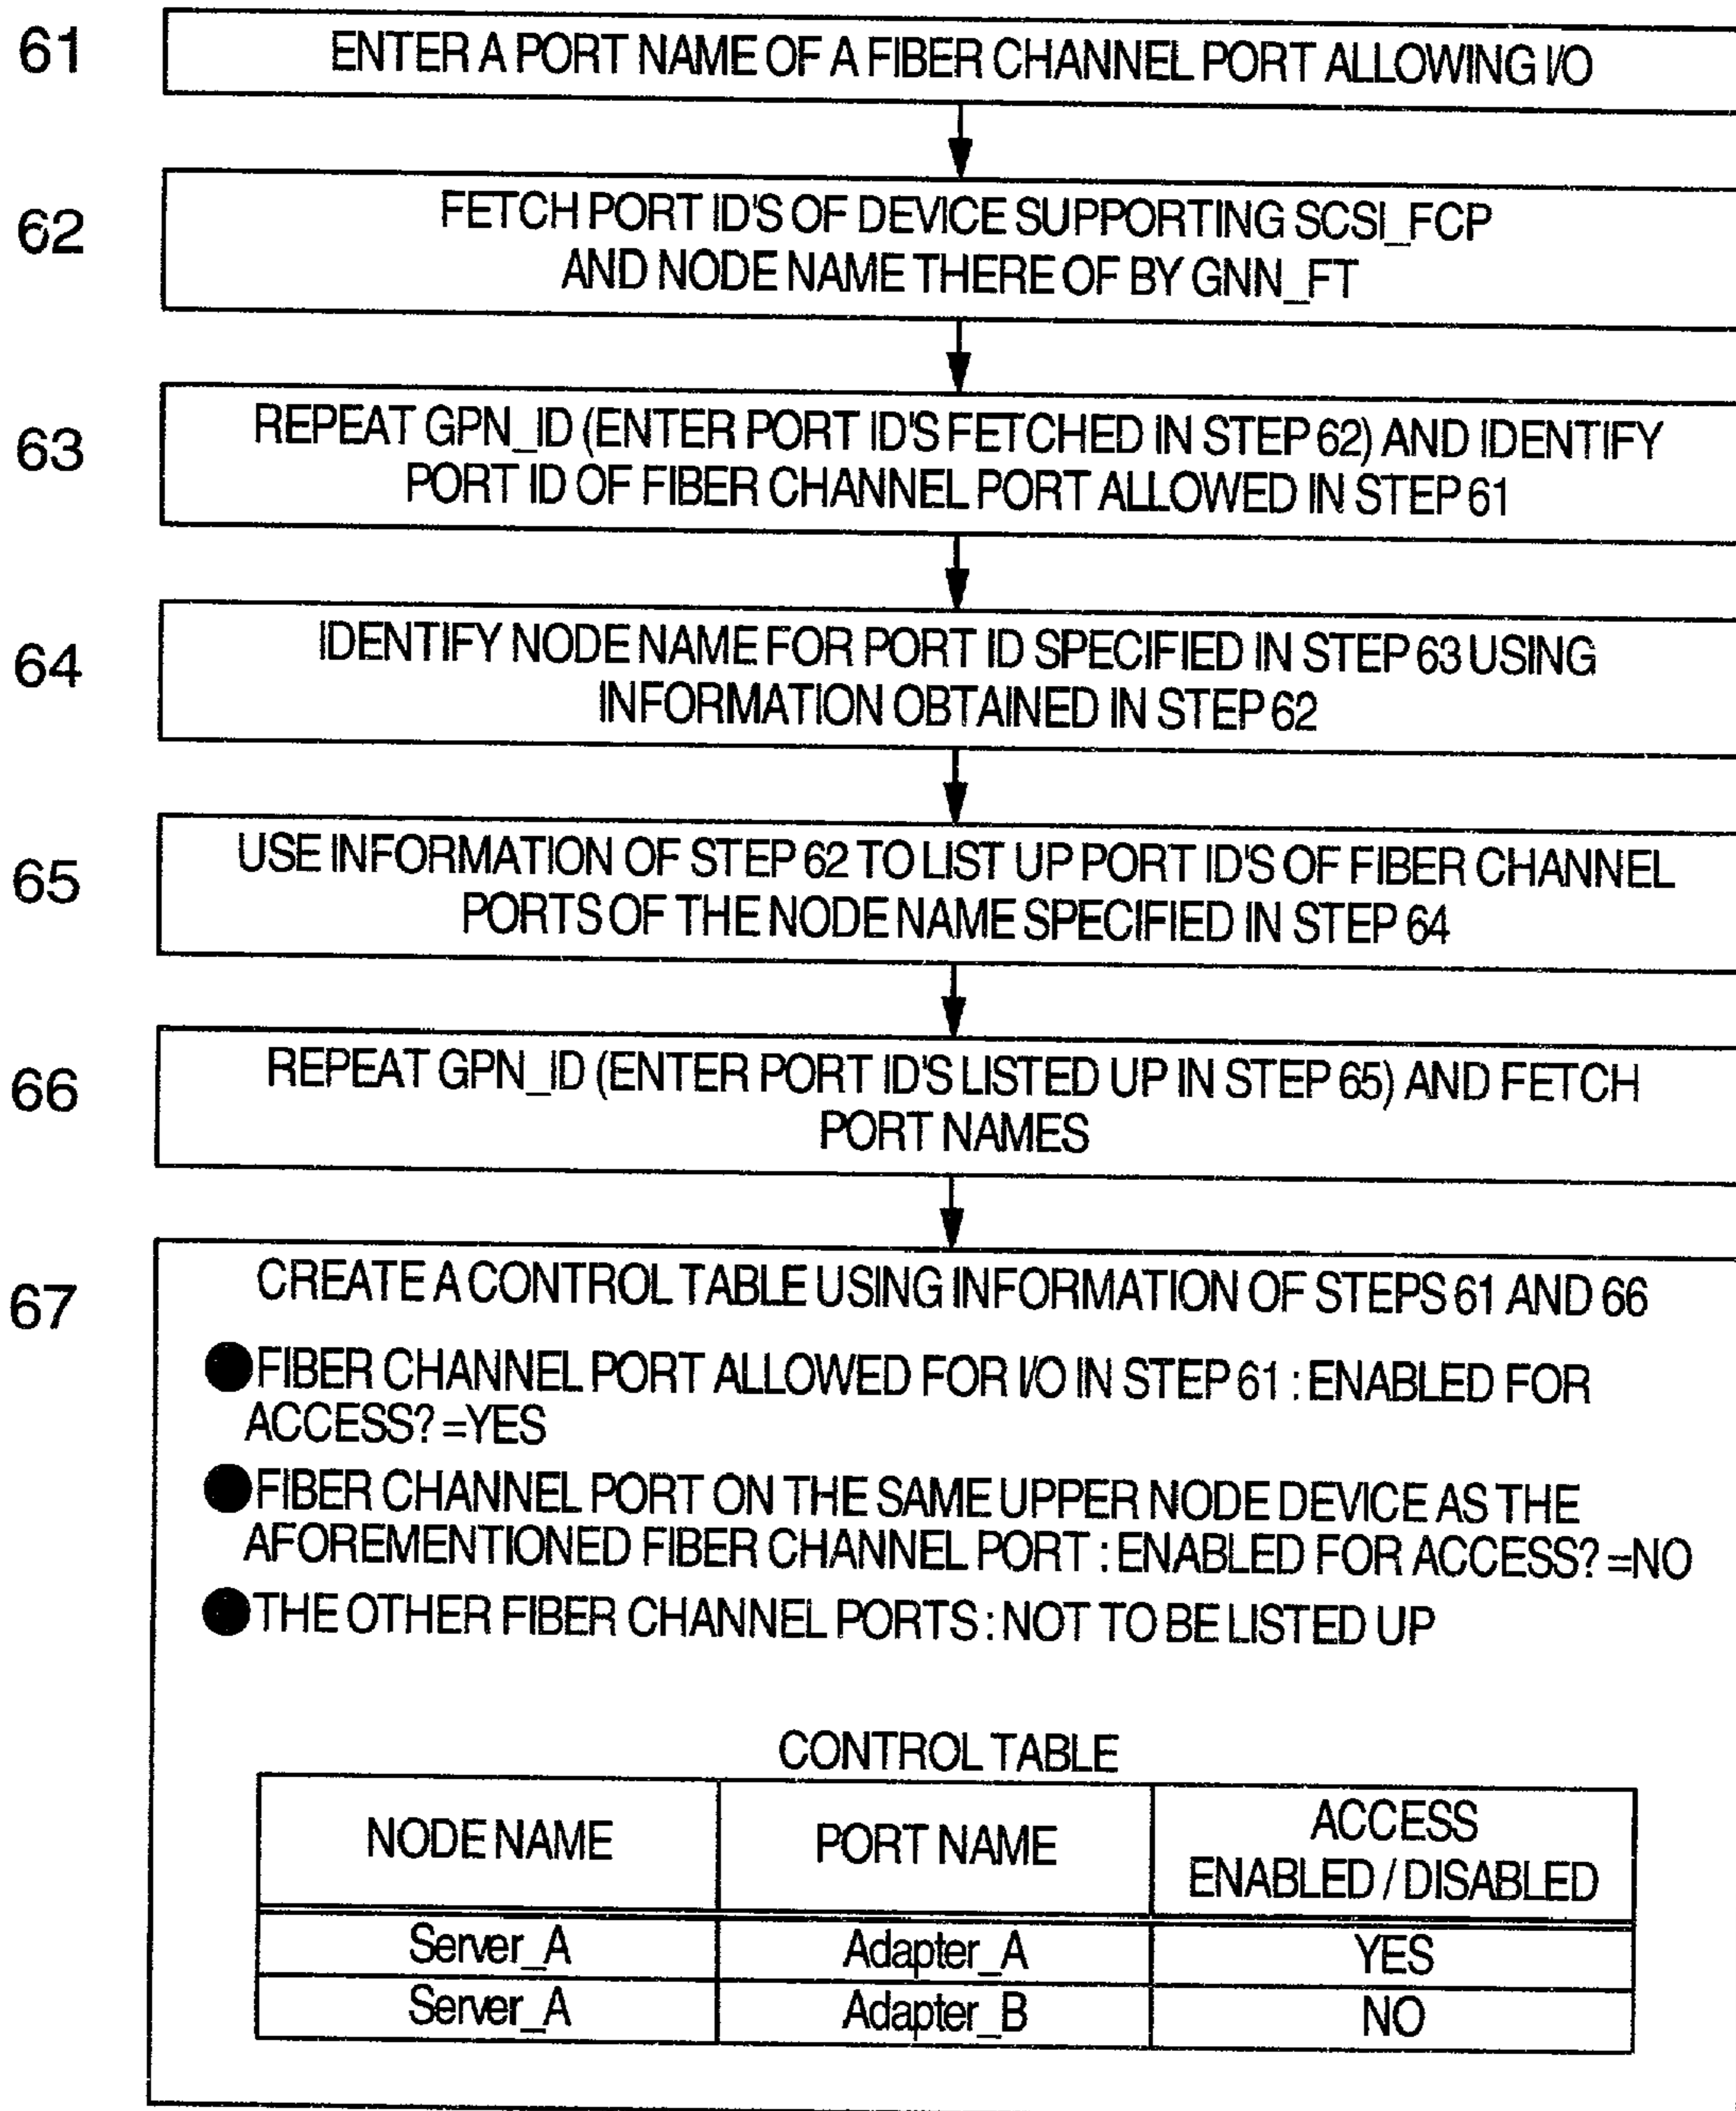 61
ENTER A PORT NAME OF A FIBER CHANNEL PORT ALLOWING I/O
62
FETCH PORT ID'S OF DEVICE SUPPORTING SCSI_FCP
AND NODE NAME THERE OF BY GNN_FT
63
REPEAT GPN_ID (ENTER PORT ID'S FETCHED IN STEP 62) AND IDENTIFY
PORT ID OF FIBER CHANNEL PORT ALLOWED IN STEP 61
64
IDENTIFY NODE NAME FOR PORT ID SPECIFIED IN STEP 63 USING
INFORMATION OBTAINED IN STEP 62
65
USE INFORMATION OF STEP 62 TO LIST UP PORT ID'S OF FIBER CHANNEL
PORTS OF THE NODE NAME SPECIFIED IN STEP 64
66
REPEAT GPN_ID (ENTER PORT ID'S LISTED UP IN STEP 65) AND FETCH
PORT NAMES
67
CREATE A CONTROL TABLE USING INFORMATION OF STEPS 61 AND 66
●FIBER CHANNEL PORT ALLOWED FOR I/O IN STEP 61 : ENABLED FOR
ACCESS? =YES
●FIBER CHANNEL PORT ON THE SAME UPPER NODE DEVICE AS THE
AFOREMENTIONED FIBER CHANNEL PORT : ENABLED FOR ACCESS? =NO
●THE OTHER FIBER CHANNEL PORTS : NOT TO BE LISTED UP
CONTROL TABLE
NODE NAME
PORT NAME
ACCESS
ENABLED / DISABLED
Server_A
Adapter_A
YES
Server_A
Adapter_B
NO